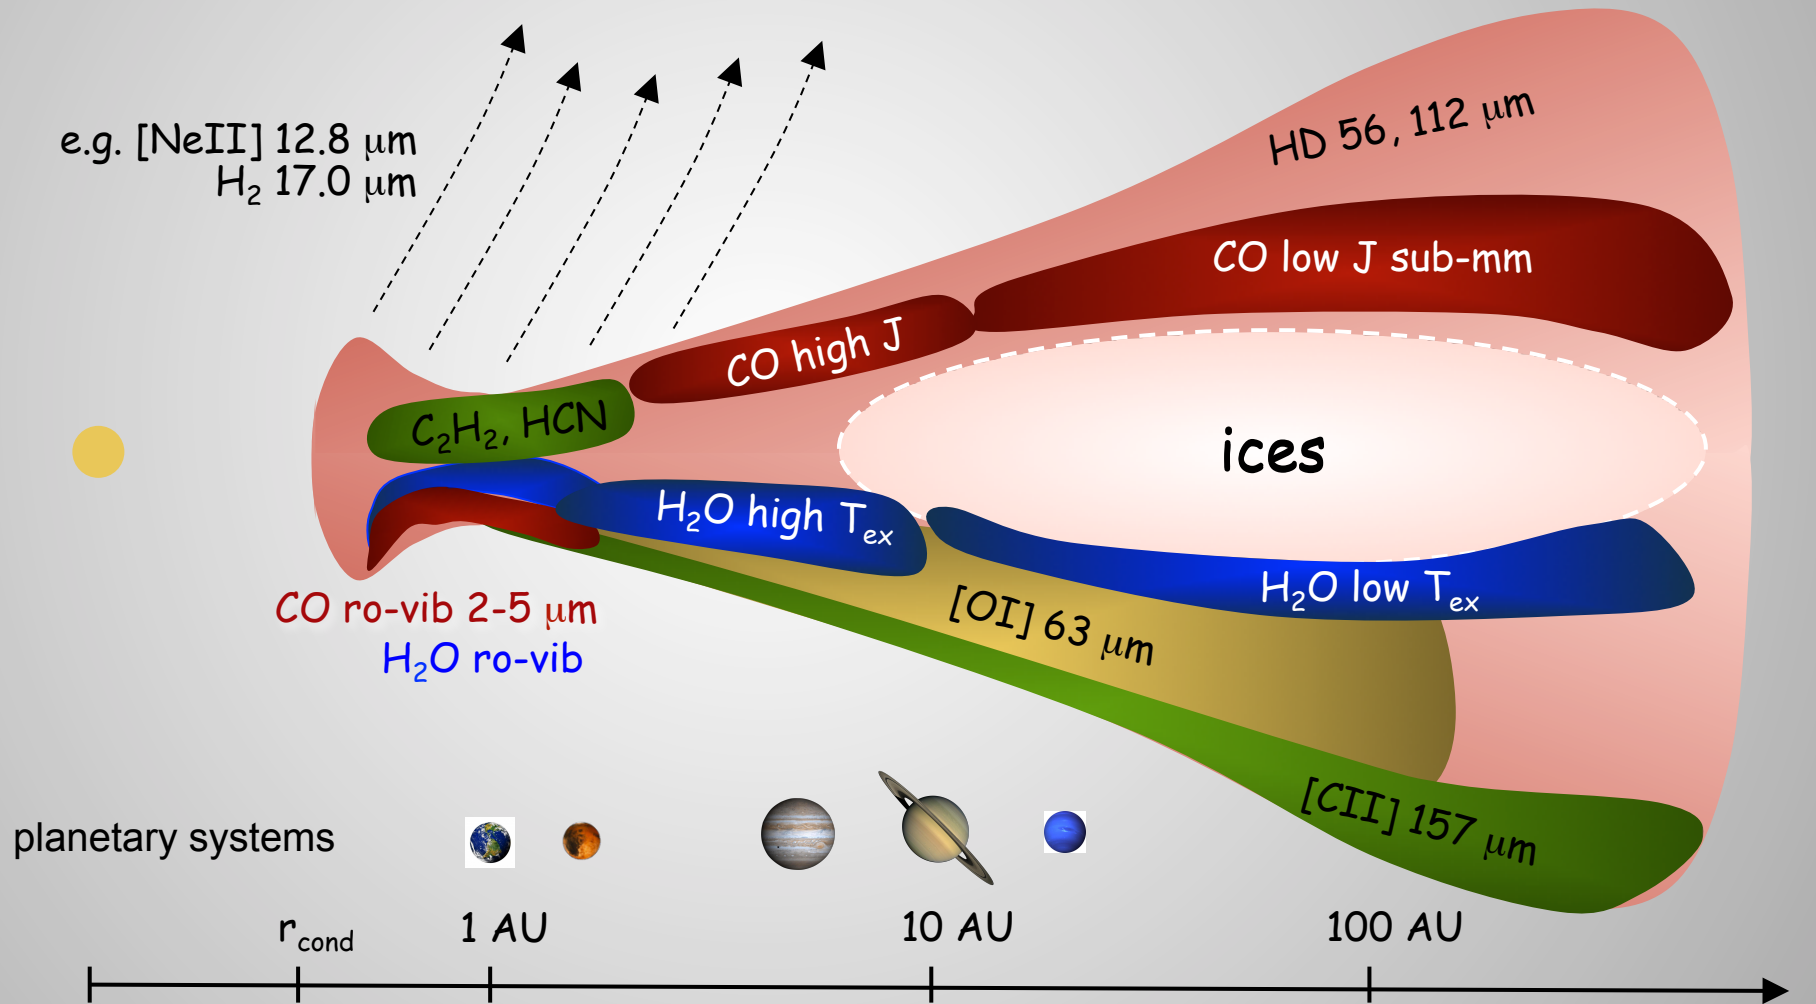 e.g. [NeII] 12.8 μm
H₂ 17.0 μm
HD 56, 112 μm
CO low J sub-mm
CO high J
C₂H₂, HCN
ices
H₂O high Tₑₓ
H₂O low Tₑₓ
[OI] 63 μm
CO ro-vib 2-5 μm
H₂O ro-vib
[CII] 157 μm
planetary systems
r_cond
1 AU
10 AU
100 AU